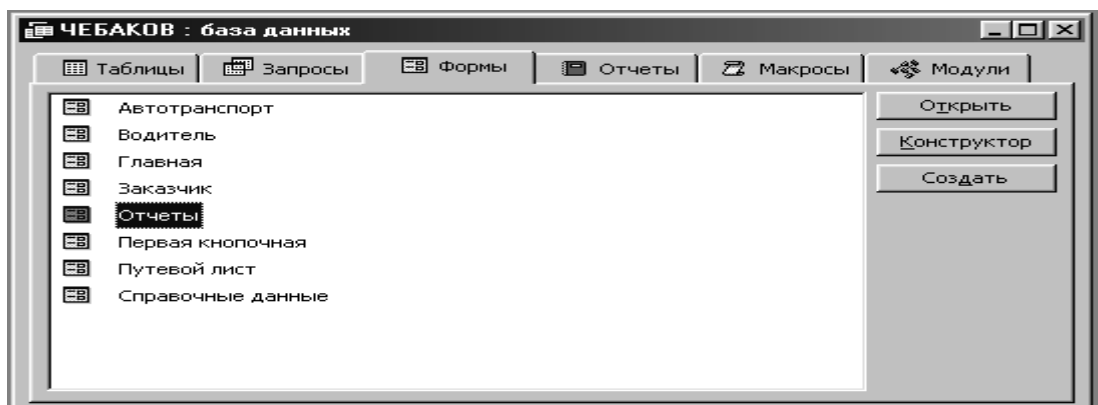 ЧЕБАКОВ : база данных
Таблицы Запросы Формы Отчеты Макросы Модули
Автотранспорт Открыть
Водитель Конструктор
Главная
Заказчик Создать
Отчеты
Первая кнопочная
Путевой лист
Справочные данные